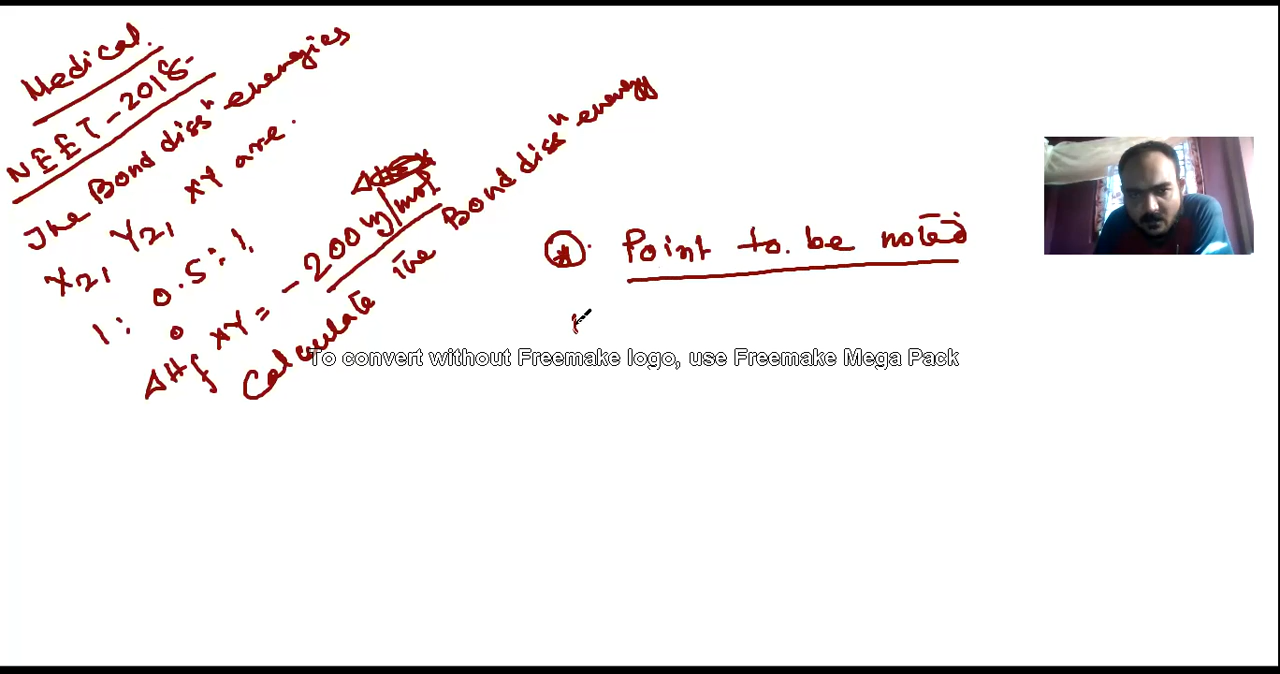 Medical.
NEET-2018-
The Bond dissⁿ energies
X2, Y2, XY are.
1: 0.5: 1.
ΔH°f XY = -200 kJ/mol
Calculate the Bond dissⁿ energy
* Point to be noted
To convert without Freemake logo, use Freemake Mega Pack